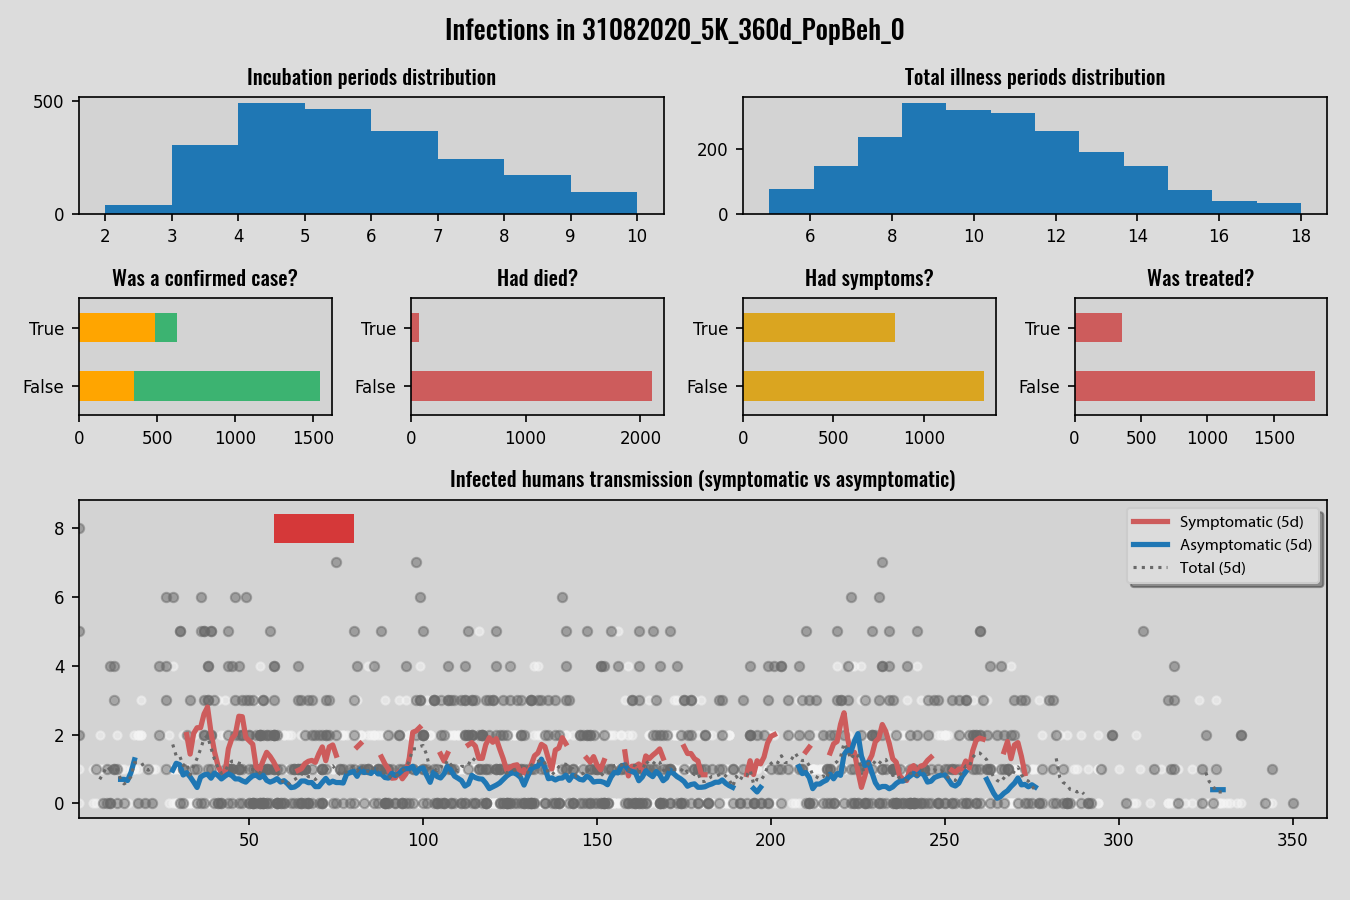 Infections in 31082020_5K_360d_PopBeh_0
Incubation periods distribution
Total illness periods distribution
500
0
2 3 4 5 6 7 8 9 10
200
0
6 8 10 12 14 16 18
Was a confirmed case?
Had died?
Had symptoms?
Was treated?
True
False
0 500 1000 1500
True
False
0 1000 2000
True
False
0 500 1000
True
False
0 500 1000 1500
Infected humans transmission (symptomatic vs asymptomatic)
8
6
4
2
0
Symptomatic (5d)
Asymptomatic (5d)
Total (5d)
50 100 150 200 250 300 350